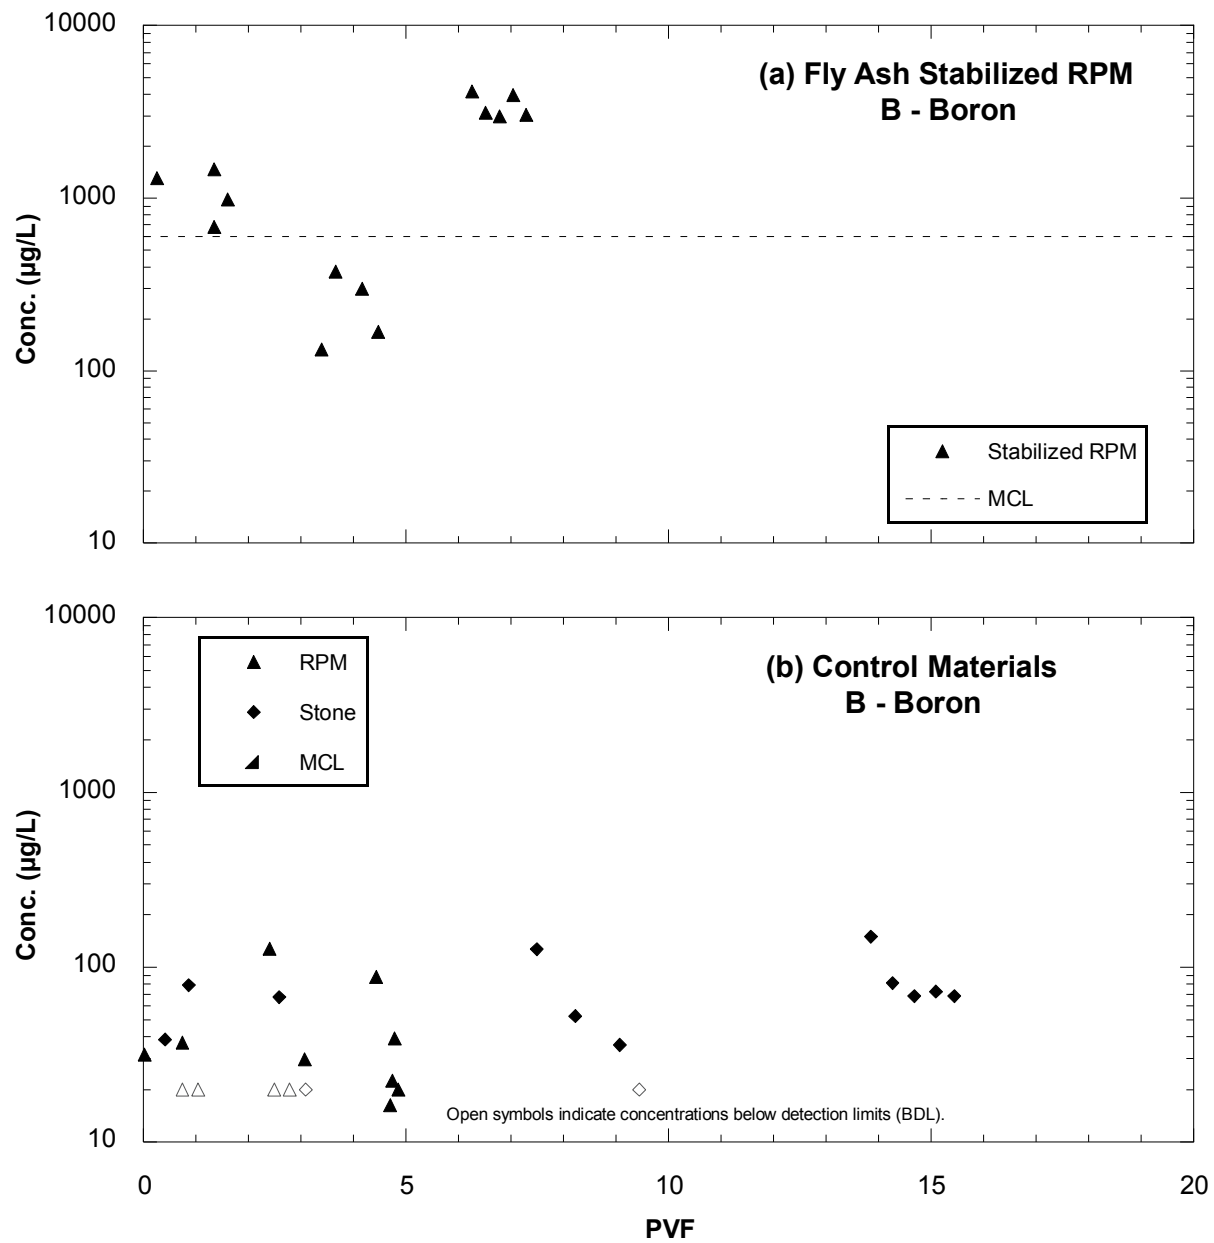 10000
1000
100
10
Conc. (µg/L)
(a) Fly Ash Stabilized RPM
B - Boron
Stabilized RPM
MCL
10000
1000
100
10
Conc. (µg/L)
RPM
Stone
MCL
(b) Control Materials
B - Boron
Open symbols indicate concentrations below detection limits (BDL).
0 5 10 15 20
PVF